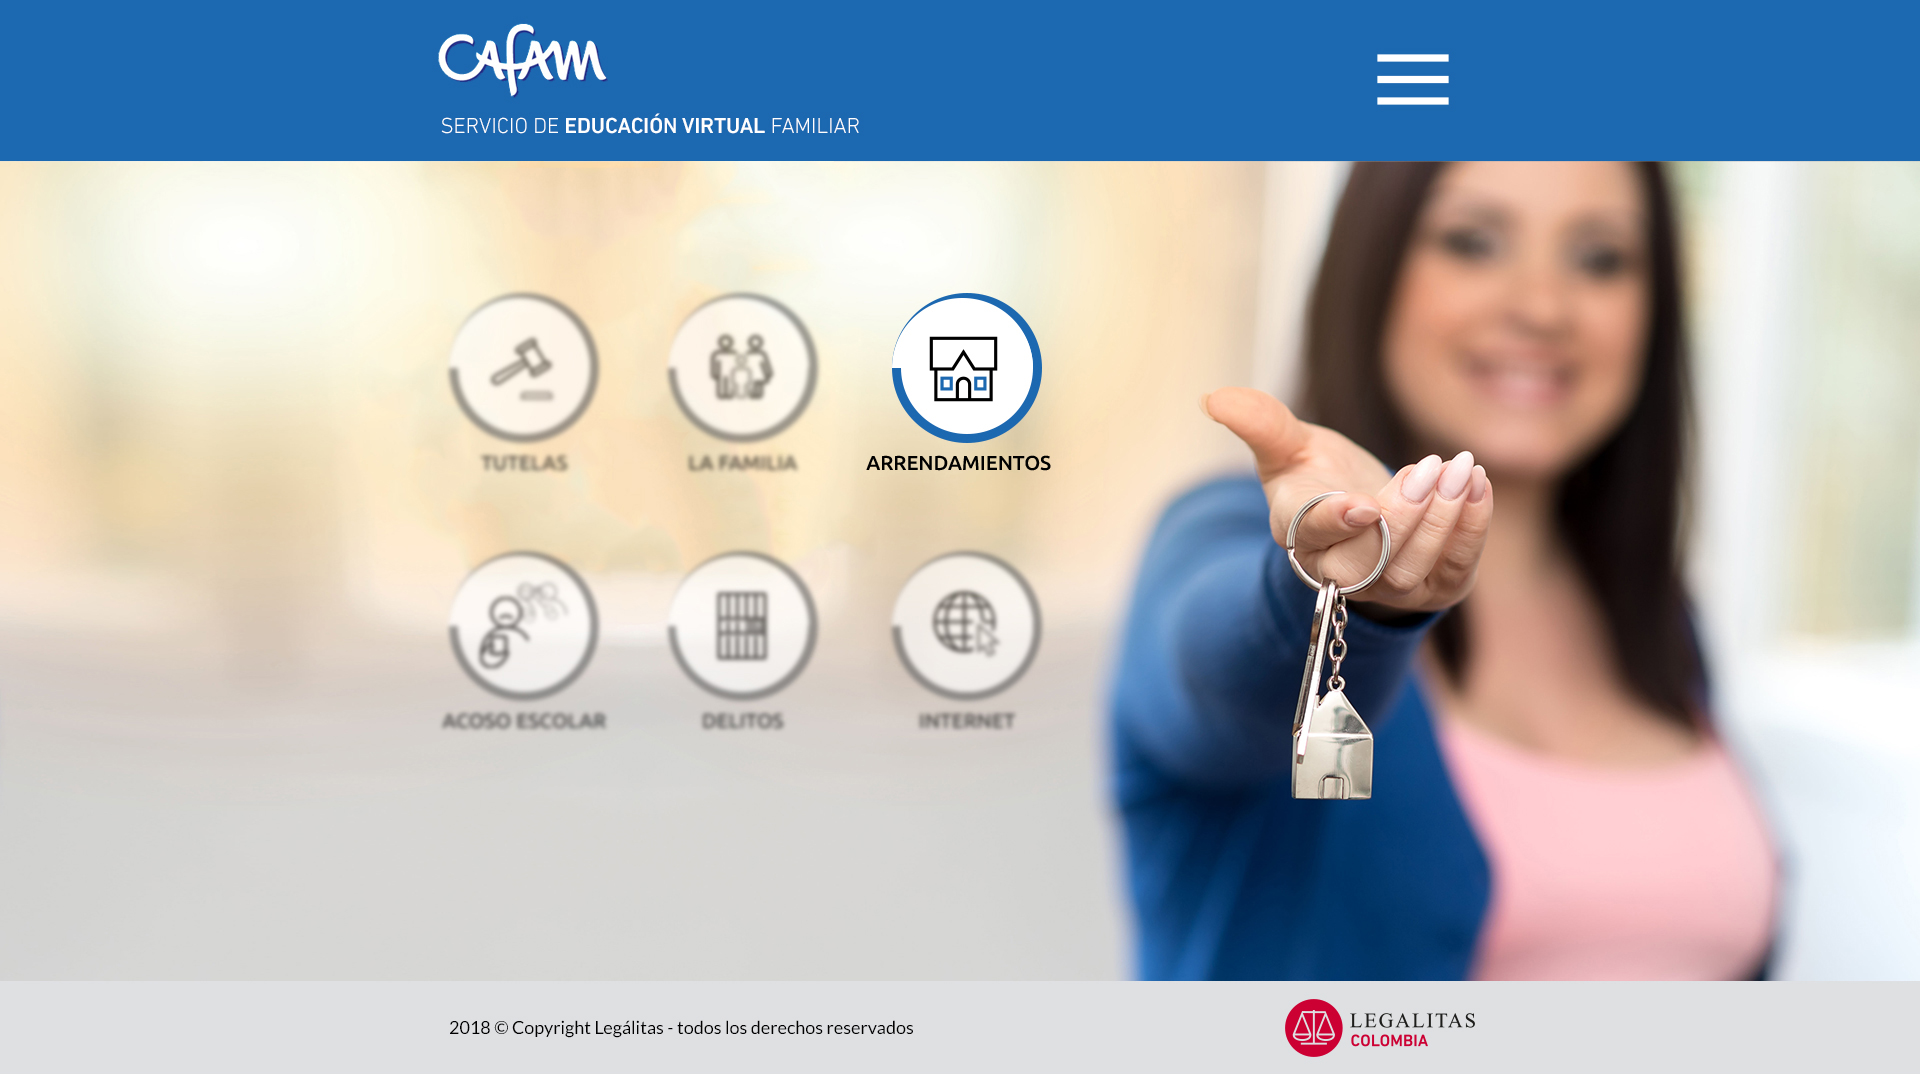 CAFAM
SERVICIO DE EDUCACIÓN VIRTUAL FAMILIAR
TUTELAS
LA FAMILIA
ARRENDAMIENTOS
ACOSO ESCOLAR
DELITOS
INTERNET
2018 © Copyright Legálitas - todos los derechos reservados
LEGALITAS
COLOMBIA